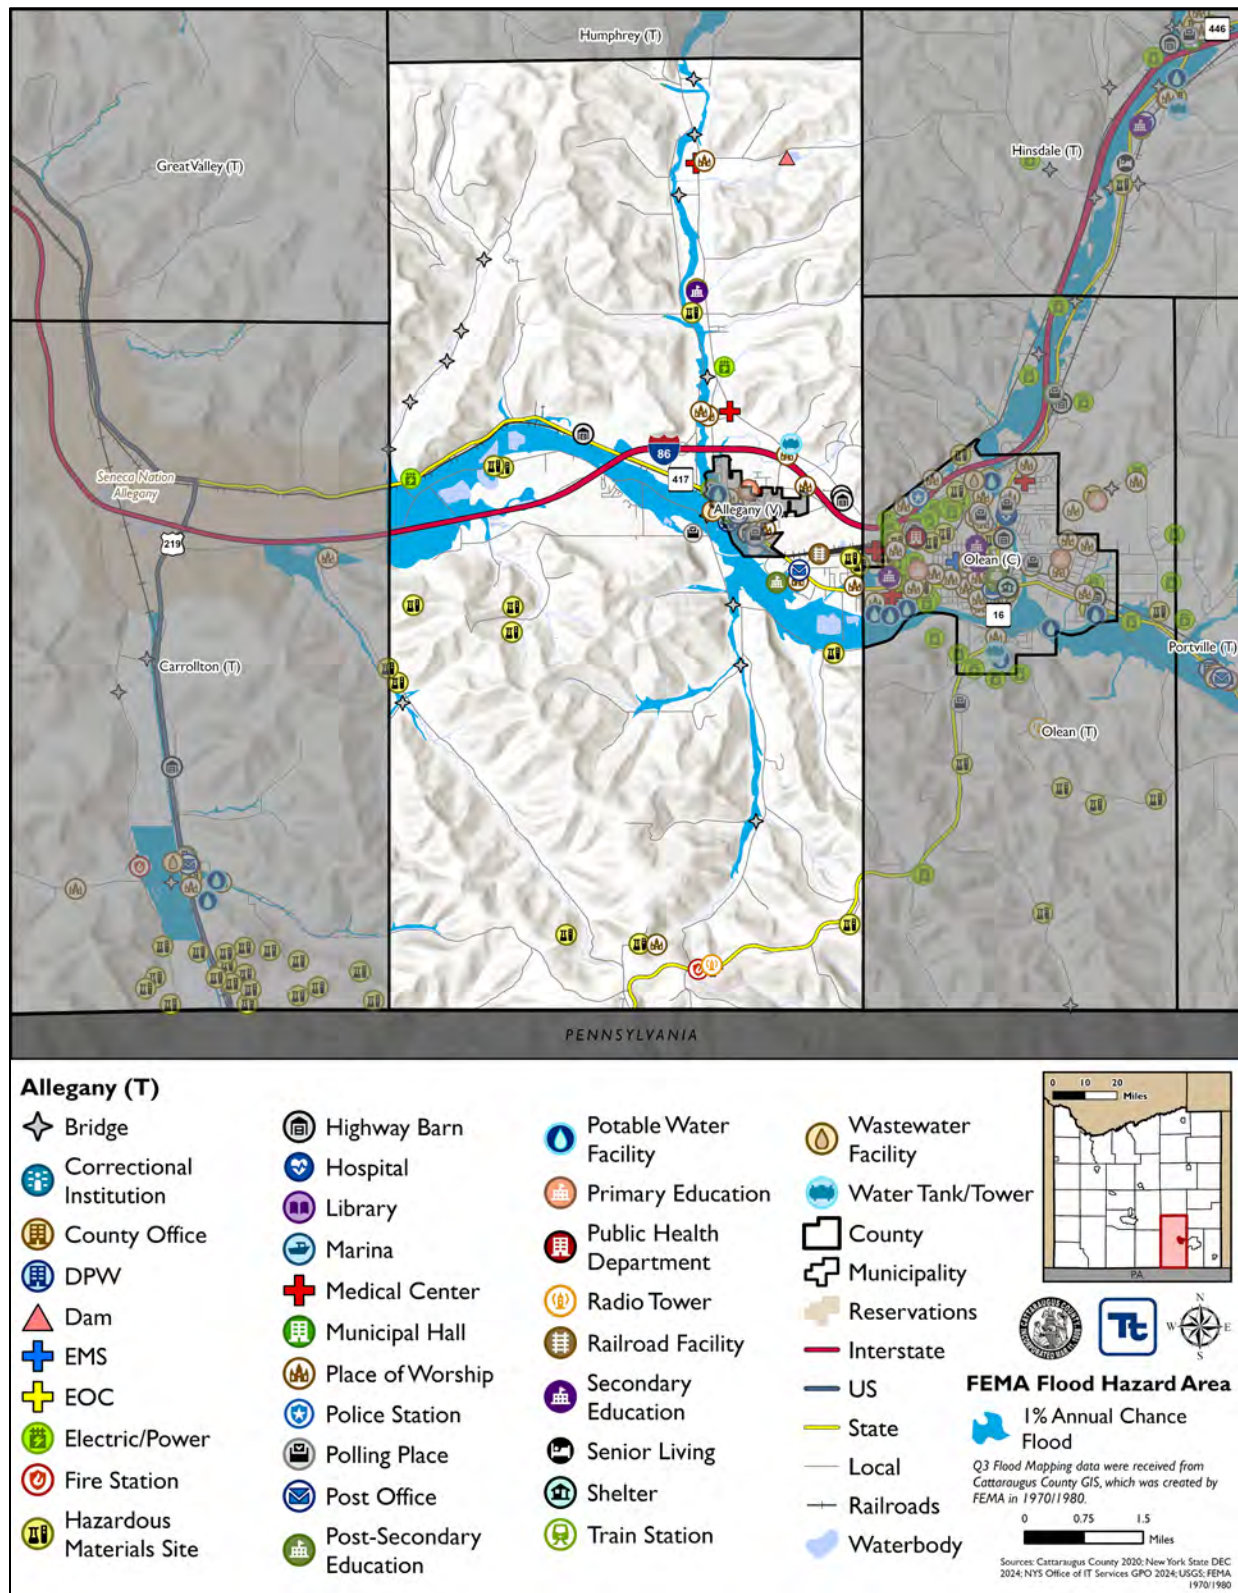 Humphrey (T)
446
Great Valley (T)
Hinsdale (T)
86
417
Seneca Nation
Allegany
Allegany (V)
219
Olean (C)
16
Carrollton (T)
Portville (T)
Olean (T)
PENNSYLVANIA
Allegany (T)
Bridge
Correctional
Institution
County Office
DPW
Dam
EMS
EOC
Electric/Power
Fire Station
Hazardous
Materials Site
Highway Barn
Hospital
Library
Marina
Medical Center
Municipal Hall
Place of Worship
Police Station
Polling Place
Post Office
Post-Secondary
Education
Potable Water
Facility
Primary Education
Public Health
Department
Radio Tower
Railroad Facility
Secondary
Education
Senior Living
Shelter
Train Station
Wastewater
Facility
Water Tank/Tower
County
Municipality
Reservations
Interstate
US
State
Local
Railroads
Waterbody
0 10 20
Miles
PA
Tt
N
W E
S
FEMA Flood Hazard Area
1% Annual Chance
Flood
Q3 Flood Mapping data were received from
Cattaraugus County GIS, which was created by
FEMA in 1970/1980.
0 0.75 1.5
Miles
Sources: Cattaraugus County 2020; New York State DEC
2024; NYS Office of IT Services GPO 2024; USGS; FEMA
1970/1980